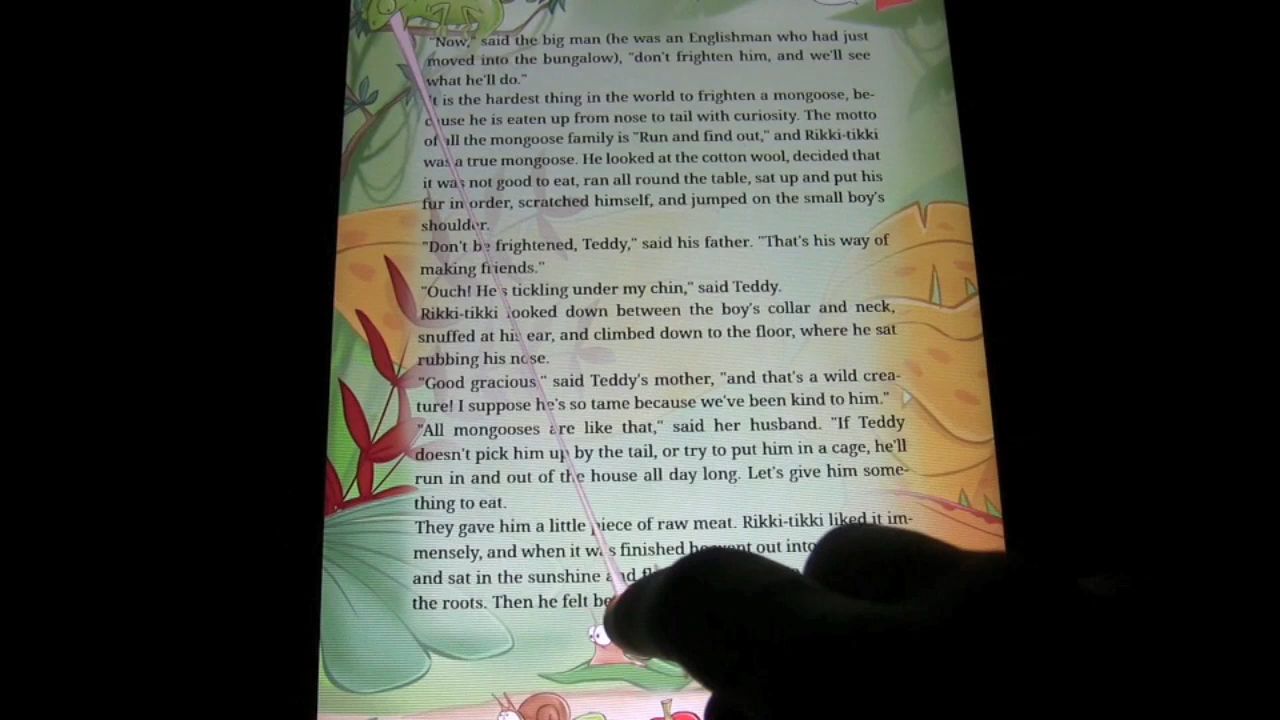 "Now," said the big man (he was an Englishman who had just
moved into the bungalow), "don't frighten him, and we'll see
what he'll do."
It is the hardest thing in the world to frighten a mongoose, be-
cause he is eaten up from nose to tail with curiosity. The motto
of all the mongoose family is "Run and find out," and Rikki-tikki
was a true mongoose. He looked at the cotton wool, decided that
it was not good to eat, ran all round the table, sat up and put his
fur in order, scratched himself, and jumped on the small boy's
shoulder.
"Don't be frightened, Teddy," said his father. "That's his way of
making friends."
"Ouch! He's tickling under my chin," said Teddy.
Rikki-tikki looked down between the boy's collar and neck,
snuffed at his ear, and climbed down to the floor, where he sat
rubbing his nose.
"Good gracious," said Teddy's mother, "and that's a wild crea-
ture! I suppose he's so tame because we've been kind to him."
"All mongooses are like that," said her husband. "If Teddy
doesn't pick him up by the tail, or try to put him in a cage, he'll
run in and out of the house all day long. Let's give him some-
thing to eat.
They gave him a little piece of raw meat. Rikki-tikki liked it im-
mensely, and when it was finished he went out into
and sat in the sunshine and
the roots. Then he felt